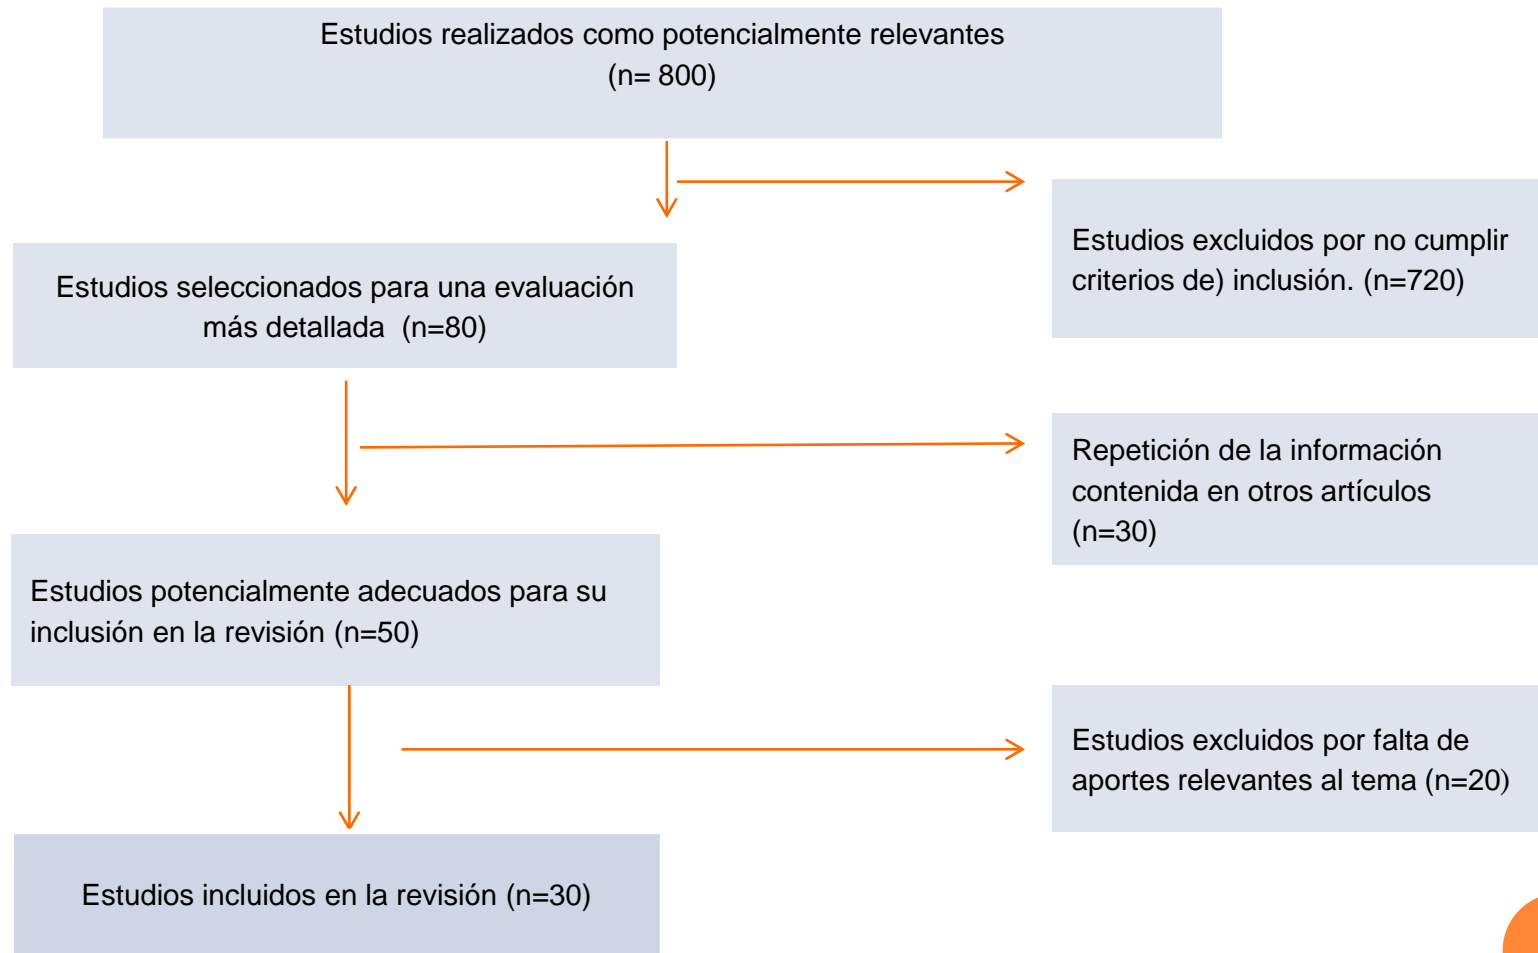 Estudios realizados como potencialmente relevantes
(n= 800)
Estudios excluidos por no cumplir
criterios de) inclusión. (n=720)
Estudios seleccionados para una evaluación
más detallada  (n=80)
Repetición de la información
contenida en otros artículos
(n=30)
Estudios potencialmente adecuados para su
inclusión en la revisión (n=50)
Estudios excluidos por falta de
aportes relevantes al tema (n=20)
Estudios incluidos en la revisión (n=30)